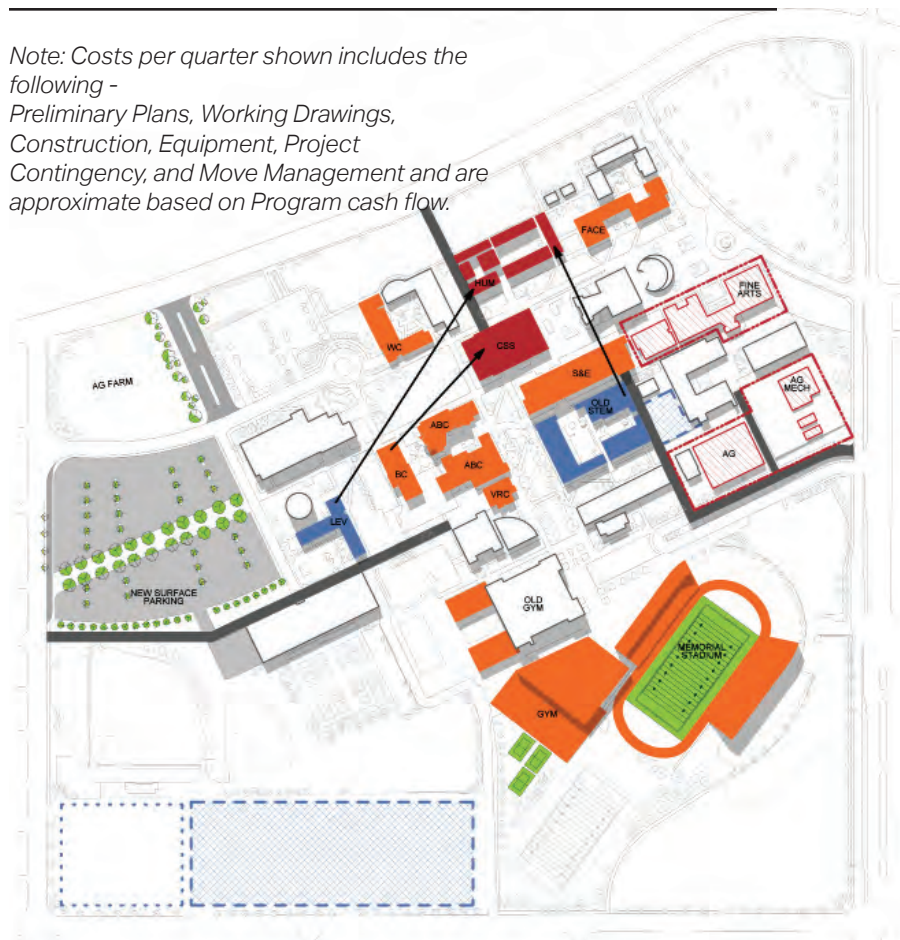 Note: Costs per quarter shown includes the
following -
Preliminary Plans, Working Drawings,
Construction, Equipment, Project
Contingency, and Move Management and are
approximate based on Program cash flow.
FACE
HUM
FINE
ARTS
WC
CSS
AG FARM
S&E
AG
MECH
OLD
STEM
ABC
BC
ABC
AG
VRC
LEV
NEW SURFACE
PARKING
OLD
GYM
MEMORIAL
STADIUM
GYM